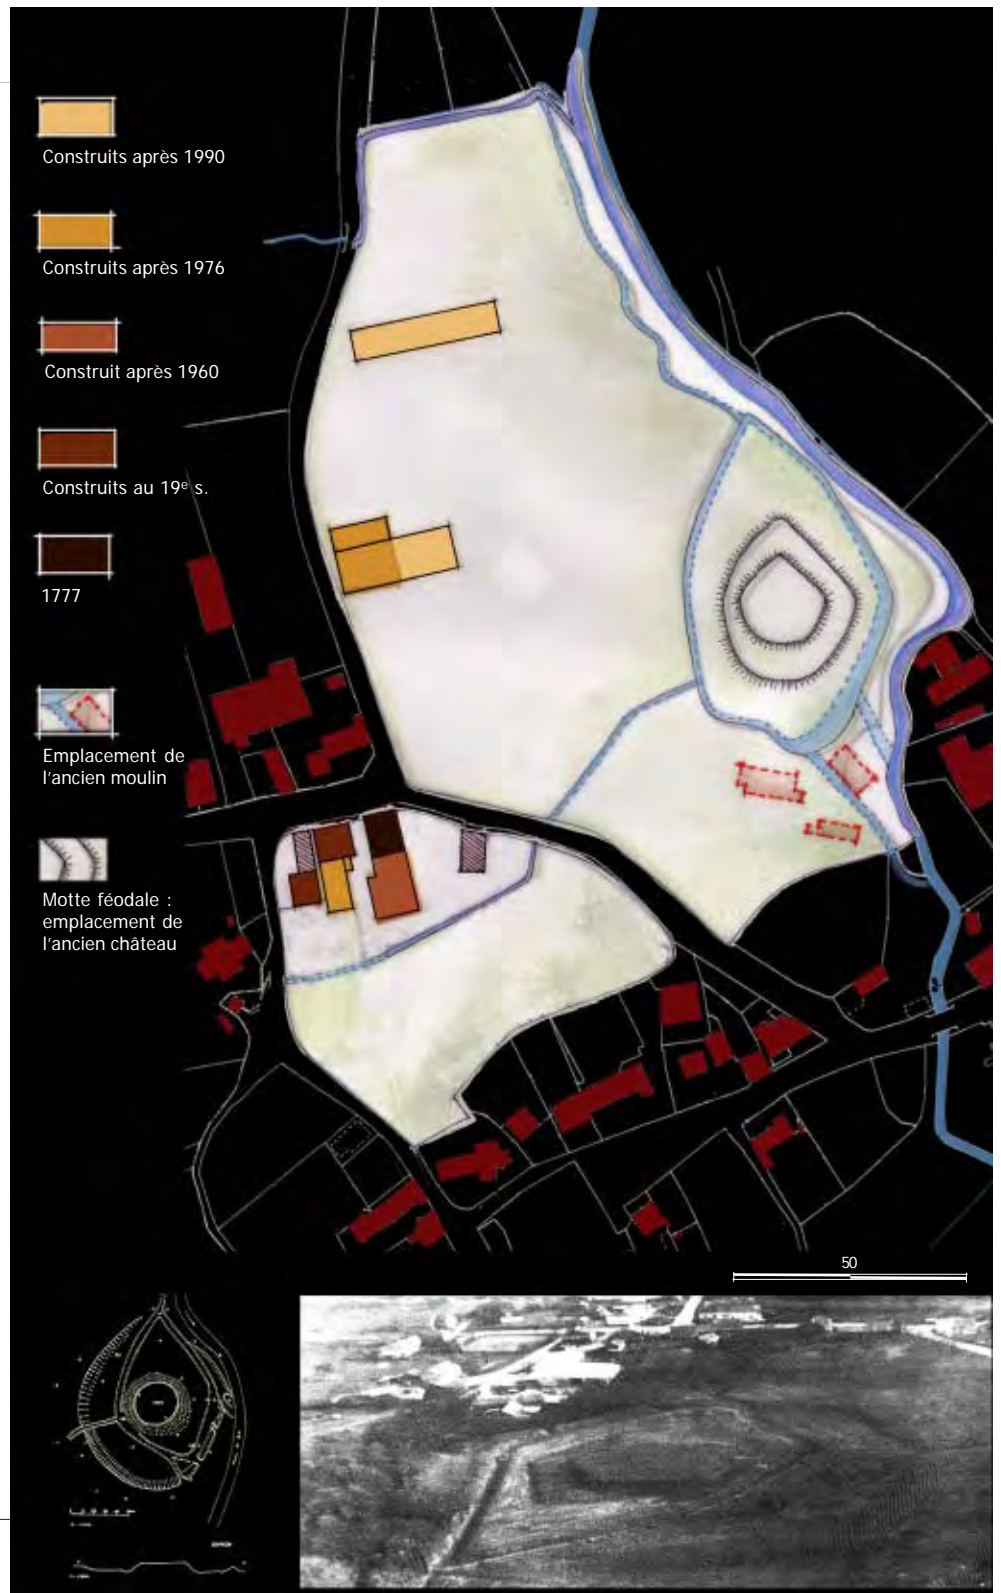 Construits après 1990
Construits après 1976
Construit après 1960
Construits au 19e s.
1777
Emplacement de
l'ancien moulin
Motte féodale :
emplacement de
l'ancien château
50